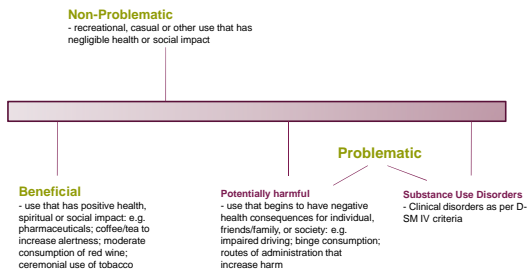 Non-Problematic
- recreational, casual or other use that has
negligible health or social impact
Problematic
Beneficial
- use that has positive health,
spiritual or social impact: e.g.
pharmaceuticals; coffee/tea to
increase alertness; moderate
consumption of red wine;
ceremonial use of tobacco
Potentially harmful
- use that begins to have negative
health consequences for individual,
friends/family, or society: e.g.
impaired driving; binge consumption;
routes of administration that
increase harm
Substance Use Disorders
- Clinical disorders as per D-
SM IV criteria